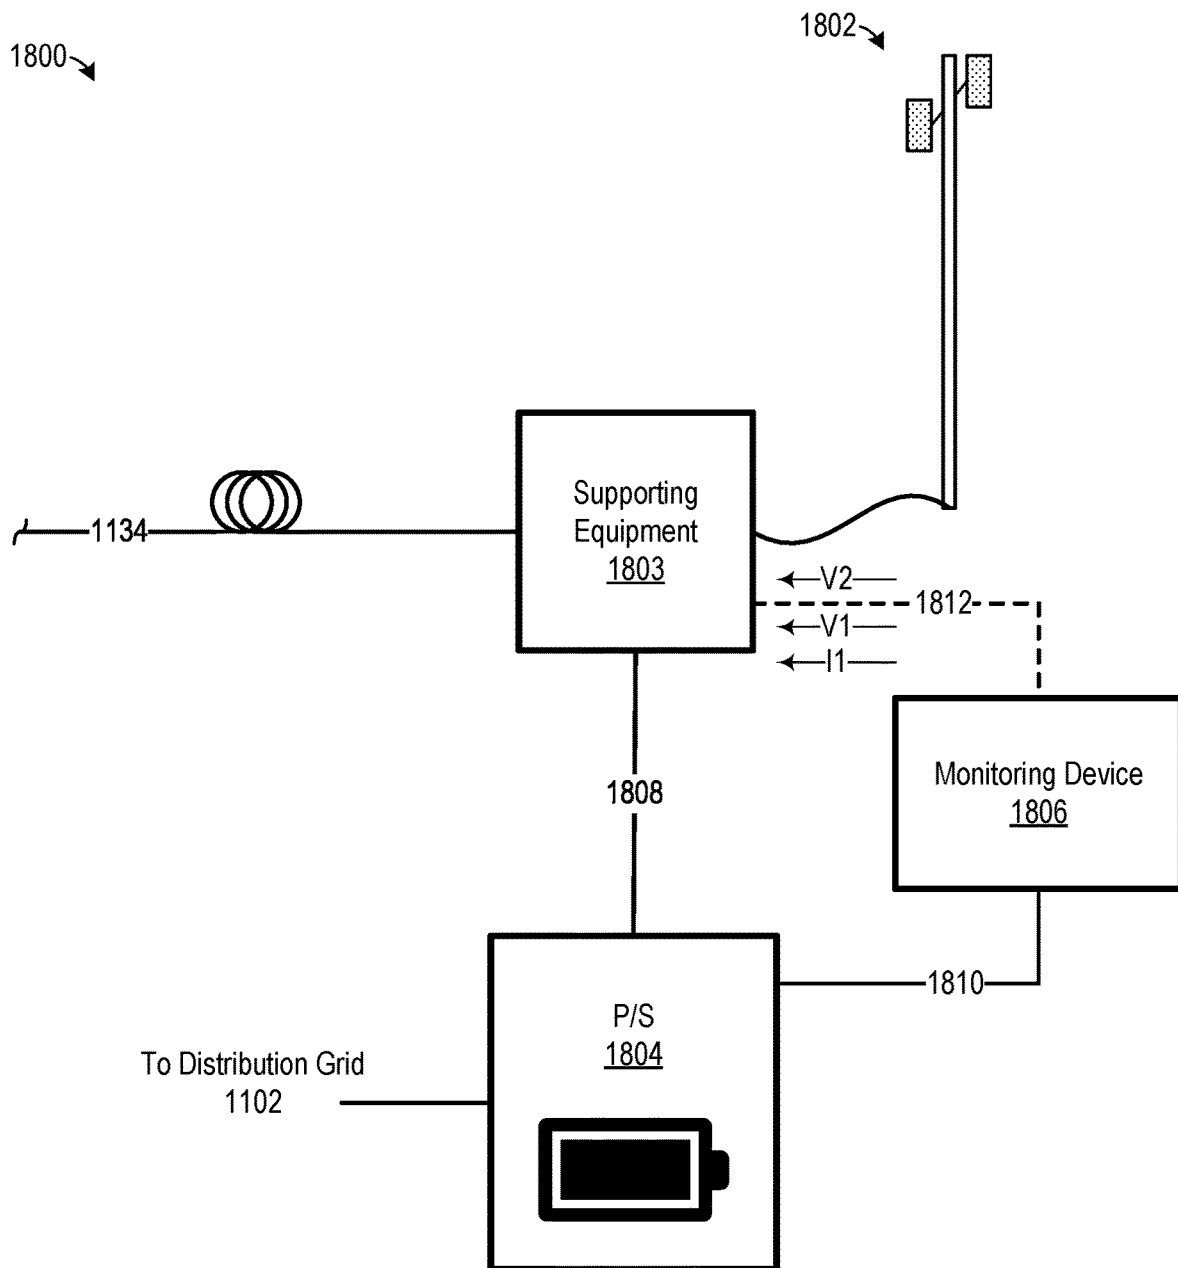 1800
1802
Supporting
Equipment
1803
1134
V2
1812
V1
I1
1808
Monitoring Device
1806
1810
P/S
1804
To Distribution Grid
1102